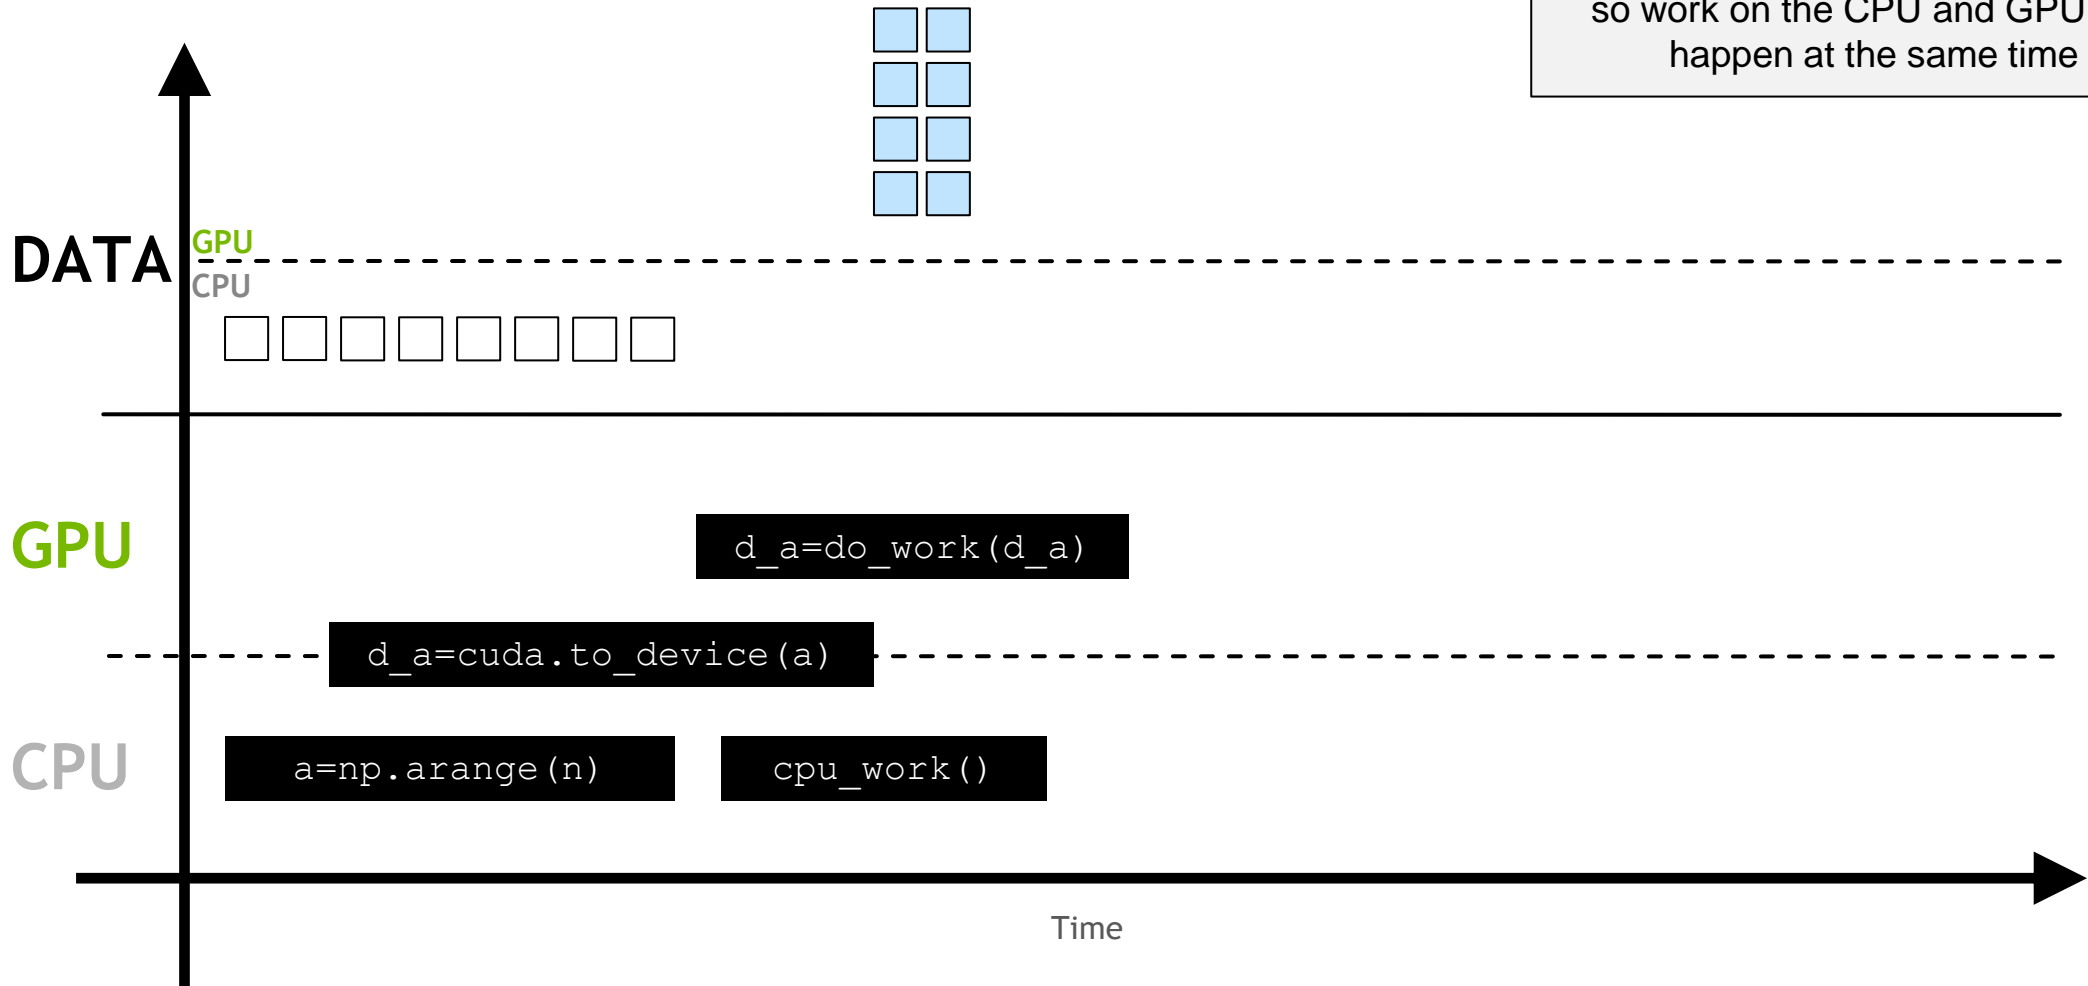 so work on the CPU and GPU
happen at the same time
DATA
GPU
CPU
GPU
d_a=do_work(d_a)
d_a=cuda.to_device(a)
CPU
a=np.arange(n)
cpu_work()
Time